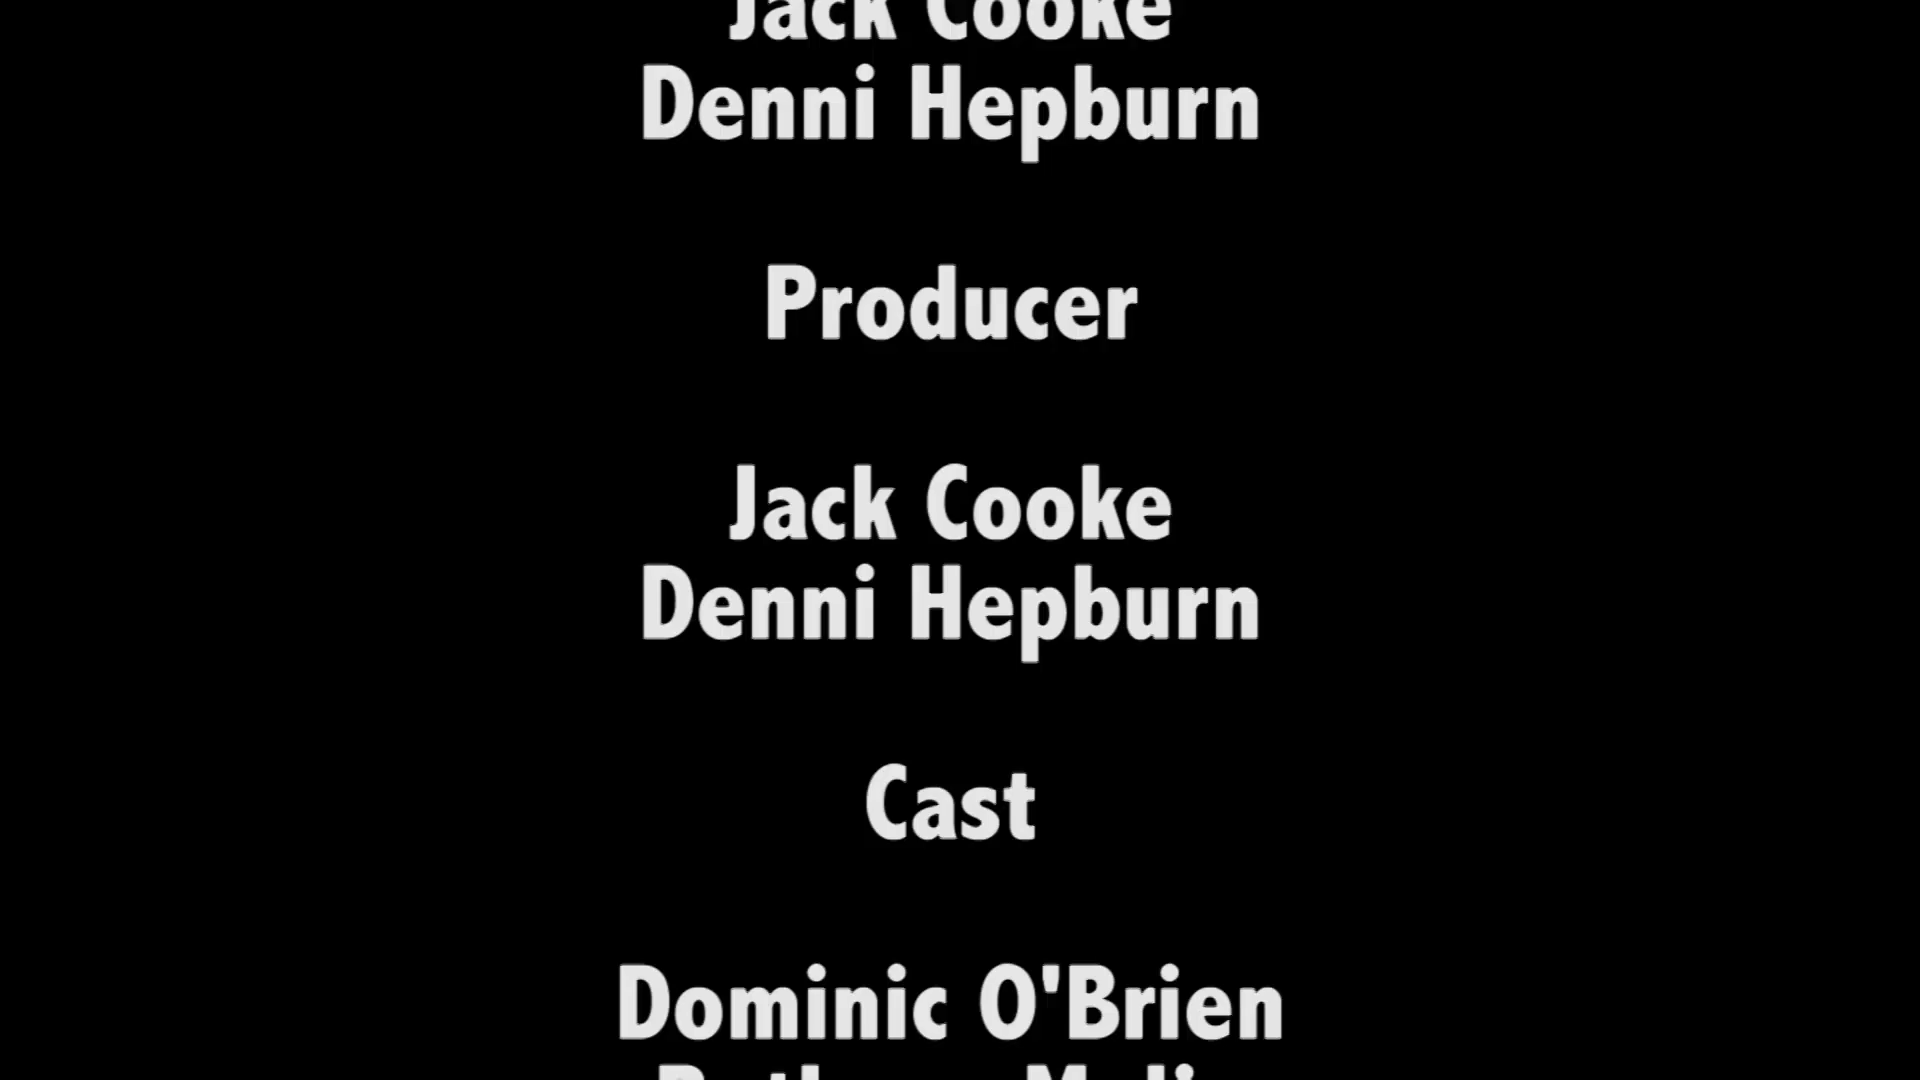 Jack Cooke
Denni Hepburn
Producer
Jack Cooke
Denni Hepburn
Cast
Dominic O'Brien